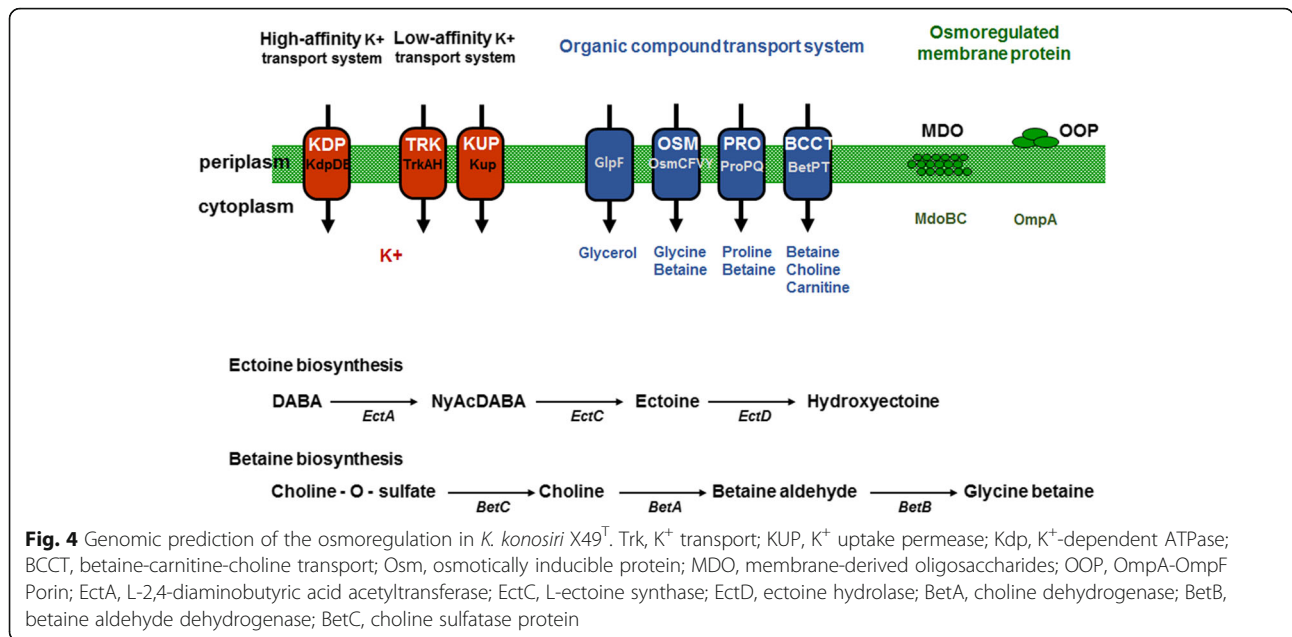 High-affinity K+
transport system
Low-affinity K+
transport system
Organic compound transport system
Osmoregulated
membrane protein
KDP
TRK
KUP
OSM
PRO
BCCT
MDO
OOP
periplasm
KdpDE
TrkAH
Kup
GlpF
OsmCFVY
ProPQ
BetPT
cytoplasm
MdoBC
OmpA
K+
Glycerol
Glycine
Betaine
Proline
Betaine
Betaine
Choline
Carnitine
Ectoine biosynthesis
DABA EctA NyAcDABA EctC Ectoine EctD Hydroxyectoine
Betaine biosynthesis
Choline - O - sulfate BetC Choline BetA Betaine aldehyde BetB Glycine betaine
Fig. 4 Genomic prediction of the osmoregulation in K. konosiri X49^T. Trk, K^+ transport; KUP, K^+ uptake permease; Kdp, K^+-dependent ATPase;
BCCT, betaine-carnitine-choline transport; Osm, osmotically inducible protein; MDO, membrane-derived oligosaccharides; OOP, OmpA-OmpF
Porin; EctA, L-2,4-diaminobutyric acid acetyltransferase; EctC, L-ectoine synthase; EctD, ectoine hydrolase; BetA, choline dehydrogenase; BetB,
betaine aldehyde dehydrogenase; BetC, choline sulfatase protein